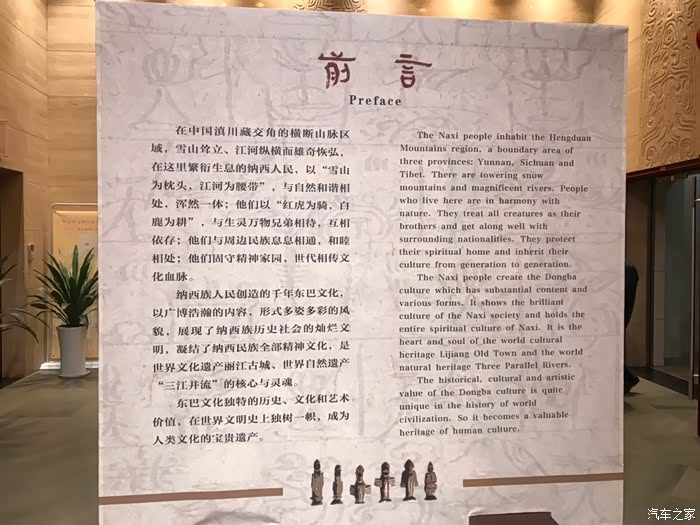 前言
Preface
在中国滇川藏交角的横断山脉区
域，雪山耸立、江河纵横而雄奇恢弘，
在这里繁衍生息的纳西人民，以“雪山
为枕头，江河为腰带”，与自然和谐相
处，浑然一体；他们以“红虎为骑，白
鹿为耕”，与生灵万物兄弟相待，互相
依存；他们与周边民族息息相通，和睦
相处；他们固守精神家园，世代相传文
化血脉。
纳西族人民创造的千年东巴文化，
以广博浩瀚的内容，形式多姿多彩的风
貌，展现了纳西族历史社会的灿烂文
明，凝结了纳西民族全部精神文化，是
世界文化遗产丽江古城、世界自然遗产
“三江并流”的核心与灵魂。
东巴文化独特的历史、文化和艺术
价值，在世界文明史上独树一帜，成为
人类文化的宝贵遗产。
The Naxi people inhabit the Hengduan
Mountains region, a boundary area of
three provinces: Yunnan, Sichuan and
Tibet. There are towering snow
mountains and magnificent rivers. People
who live here are in harmony with
nature. They treat all creatures as their
brothers and get along well with
surrounding nationalities. They protect
their spiritual home and inherit their
culture from generation to generation.
The Naxi people create the Dongba
culture which has substantial content and
various forms. It shows the brilliant
culture of the Naxi society and holds the
entire spiritual culture of Naxi. It is the
heart and soul of the world cultural
heritage Lijiang Old Town and the world
natural heritage Three Parallel Rivers.
The historical, cultural and artistic
value of the Dongba culture is quite
unique in the history of world
civilization. So it becomes a valuable
heritage of human culture.
汽车之家